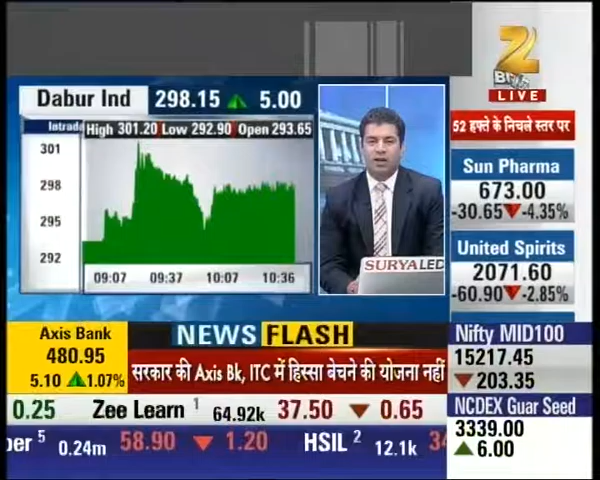 Dabur Ind 298.15 5.00
Intrade High 301.20 Low 292.90 Open 293.65
301
298
295
292
09:07 09:37 10:07 10:36
SURYALED
LIVE
52 हफ्ते के निचले स्तर पर
Sun Pharma
673.00
-30.65 -4.35%
United Spirits
2071.60
-60.90 -2.85%
Axis Bank
480.95
5.10 1.07%
NEWS FLASH
सरकार की Axis Bk, ITC में हिस्सा बेचने की योजना नहीं
Nifty MID100
15217.45
203.35
NCDEX Guar Seed
3339.00
6.00
0.25 Zee Learn 1 64.92k 37.50 0.65
per 5 0.24m 58.90 1.20 HSIL 2 12.1k 34